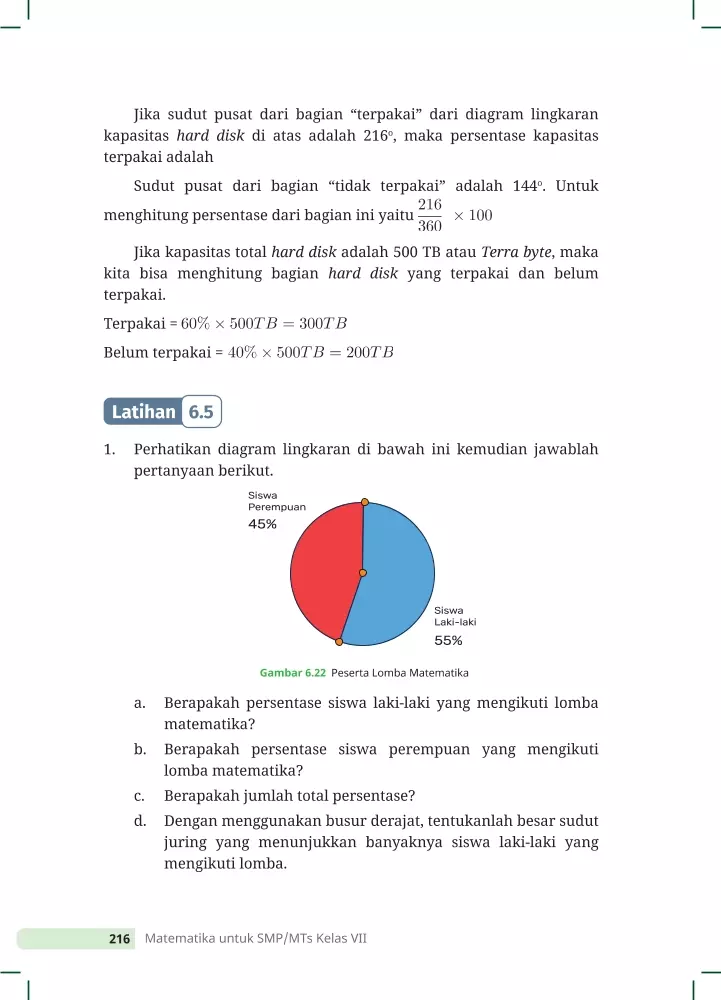 Jika sudut pusat dari bagian “terpakai” dari diagram lingkaran
kapasitas hard disk di atas adalah 216°, maka persentase kapasitas
terpakai adalah
Sudut pusat dari bagian “tidak terpakai” adalah 144°. Untuk
menghitung persentase dari bagian ini yaitu 216/360 × 100
Jika kapasitas total hard disk adalah 500 TB atau Terra byte, maka
kita bisa menghitung bagian hard disk yang terpakai dan belum
terpakai.
Terpakai = 60% × 500TB = 300TB
Belum terpakai = 40% × 500TB = 200TB
Latihan 6.5
1. Perhatikan diagram lingkaran di bawah ini kemudian jawablah
pertanyaan berikut.
Siswa
Perempuan
45%
Siswa
Laki-laki
55%
Gambar 6.22 Peserta Lomba Matematika
a. Berapakah persentase siswa laki-laki yang mengikuti lomba
matematika?
b. Berapakah persentase siswa perempuan yang mengikuti
lomba matematika?
c. Berapakah jumlah total persentase?
d. Dengan menggunakan busur derajat, tentukanlah besar sudut
juring yang menunjukkan banyaknya siswa laki-laki yang
mengikuti lomba.
216 Matematika untuk SMP/MTs Kelas VII